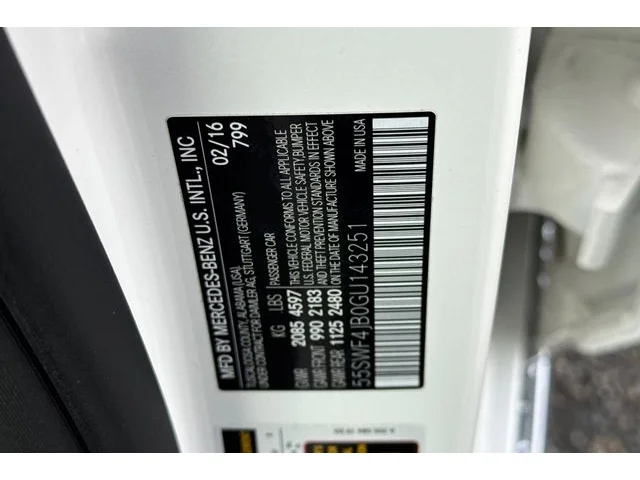 MFD BY MERCEDES-BENZ U.S. INTL., INC
TUSCALOOSA COUNTY, ALABAMA (USA)
UNDER CONTRACT FOR DAIMLER AG, STUTTGART (GERMANY)
02/16
799
PASSENGER CAR
KG LBS
GVWR 2085 4597
GAWR FRONT 990 2183
GAWR REAR 1125 2480
THIS VEHICLE CONFORMS TO ALL APPLICABLE
U.S. FEDERAL MOTOR VEHICLE SAFETY, BUMPER
AND THEFT PREVENTION STANDARDS IN EFFECT
ON THE DATE OF MANUFACTURE SHOWN ABOVE
55SWF4JB0GU143251
MADE IN USA